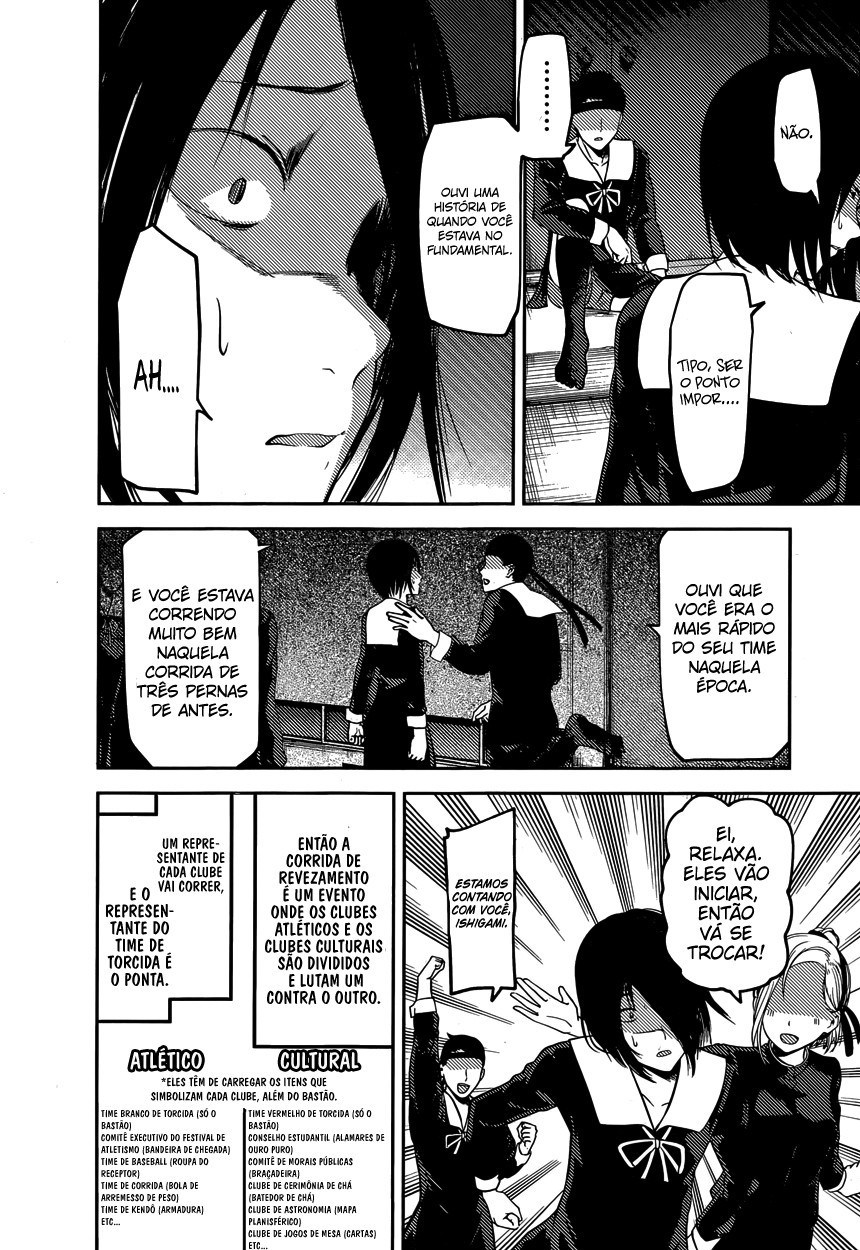 NÃO.
TIPO, SER
O PONTO
IMPOR....
.........
OUVI UMA
HISTÓRIA DE
QUANDO VOCÊ
ESTAVA NO
FUNDAMENTAL.
AH....
OUVI QUE
VOCÊ ERA O
MAIS RÁPIDO
DO SEU TIME
NAQUELA
ÉPOCA.
E VOCÊ ESTAVA
CORRENDO
MUITO BEM
NAQUELA
CORRIDA DE
TRÊS PERNAS
DE ANTES.
EI,
RELAXA.
ELES VÃO
INICIAR,
ENTÃO
VÁ SE
TROCAR!
ESTAMOS
CONTANDO
COM VOCÊ,
ISHIGAMI.
ENTÃO A
CORRIDA DE
REVEZAMENTO
É UM EVENTO
ONDE OS CLUBES
ATLÉTICOS E OS
CLUBES CULTURAIS
SÃO DIVIDIDOS
E LUTAM UM
CONTRA O OUTRO.
UM REPRE-
SENTANTE DE
CADA CLUBE
VAI CORRER,
E O
REPRESEN-
TANTE DO
TIME DE
TORCIDA É
O PONTA.
ATLÉTICO
CULTURAL
*ELES TÊM DE CARREGAR OS ITENS QUE
SIMBOLIZAM CADA CLUBE, ALÉM DO BASTÃO.
TIME BRANCO DE TORCIDA (SÓ O
BASTÃO)
COMITÊ EXECUTIVO DO FESTIVAL DE
ATLETISMO (BANDEIRA DE CHEGADA)
TIME DE BASEBALL (ROUPA DO
RECEPTOR)
TIME DE CORRIDA (BOLA DE
ARREMESSO DE PESO)
TIME DE KENDÔ (ARMADURA)
ETC...
TIME VERMELHO DE TORCIDA (SÓ O
BASTÃO)
CONSELHO ESTUDANTIL (ALAMARES DE
OURO PURO)
COMITÊ DE MORAIS PÚBLICAS
(BRAÇADEIRA)
CLUBE DE CERIMÔNIA DE CHÁ
(BATEDOR DE CHÁ)
CLUBE DE ASTRONOMIA (MAPA
PLANISFÉRICO)
CLUBE DE JOGOS DE MESA (CARTAS)
ETC...